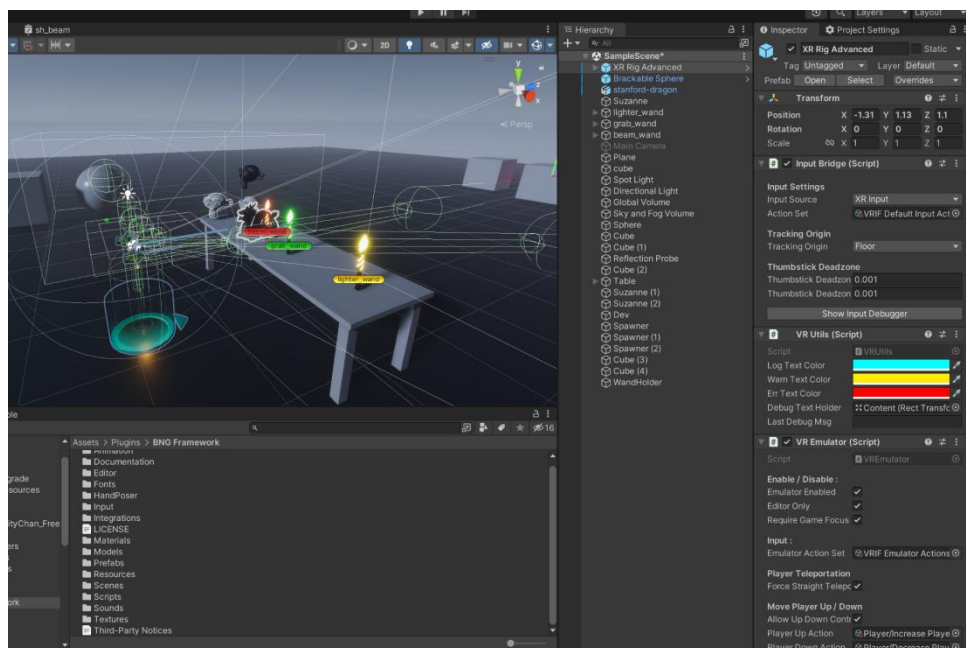 Layers
Layout
sh_beam
2D
16
y
z
x
Persp
beam_wand
grab_wand
lighter_wand
Hierarchy
All
SampleScene*
XR Rig Advanced
Brackable Sphere
stanford-dragon
Suzanne
lighter_wand
grab_wand
beam_wand
Main Camera
Plane
cube
Spot Light
Directional Light
Global Volume
Sky and Fog Volume
Sphere
Cube
Cube (1)
Reflection Probe
Cube (2)
Table
Suzanne (1)
Suzanne (2)
Dev
Spawner
Spawner (1)
Spawner (2)
Cube (3)
Cube (4)
WandHolder
ole
grade
esources
ityChan_Free
ers
s
ork
Assets > Plugins > BNG Framework
Animation
Documentation
Editor
Fonts
HandPoser
Input
Integrations
LICENSE
Materials
Models
Prefabs
Resources
Scenes
Scripts
Sounds
Textures
Third-Party Notices
Inspector Project Settings
XR Rig Advanced Static
Tag Untagged Layer Default
Prefab Open Select Overrides
Transform
Position X -1.31 Y 1.13 Z 1.1
Rotation X 0 Y 0 Z 0
Scale X 1 Y 1 Z 1
Input Bridge (Script)
Input Settings
Input Source XR Input
Action Set VRIF Default Input Act
Tracking Origin
Tracking Origin Floor
Thumbstick Deadzone
Thumbstick Deadzon 0.001
Thumbstick Deadzon 0.001
Show Input Debugger
VR Utils (Script)
Script VRUtils
Log Text Color
Warn Text Color
Err Text Color
Debug Text Holder Content (Rect Transfc
Last Debug Msg
VR Emulator (Script)
Script VREmulator
Enable / Disable :
Emulator Enabled
Editor Only
Require Game Focus
Input :
Emulator Action Set VRIF Emulator Actions
Player Teleportation
Force Straight Telepc
Move Player Up / Down
Allow Up Down Contr
Player Up Action Player/Increase Playe
Player Down Action Player/Decrease Play